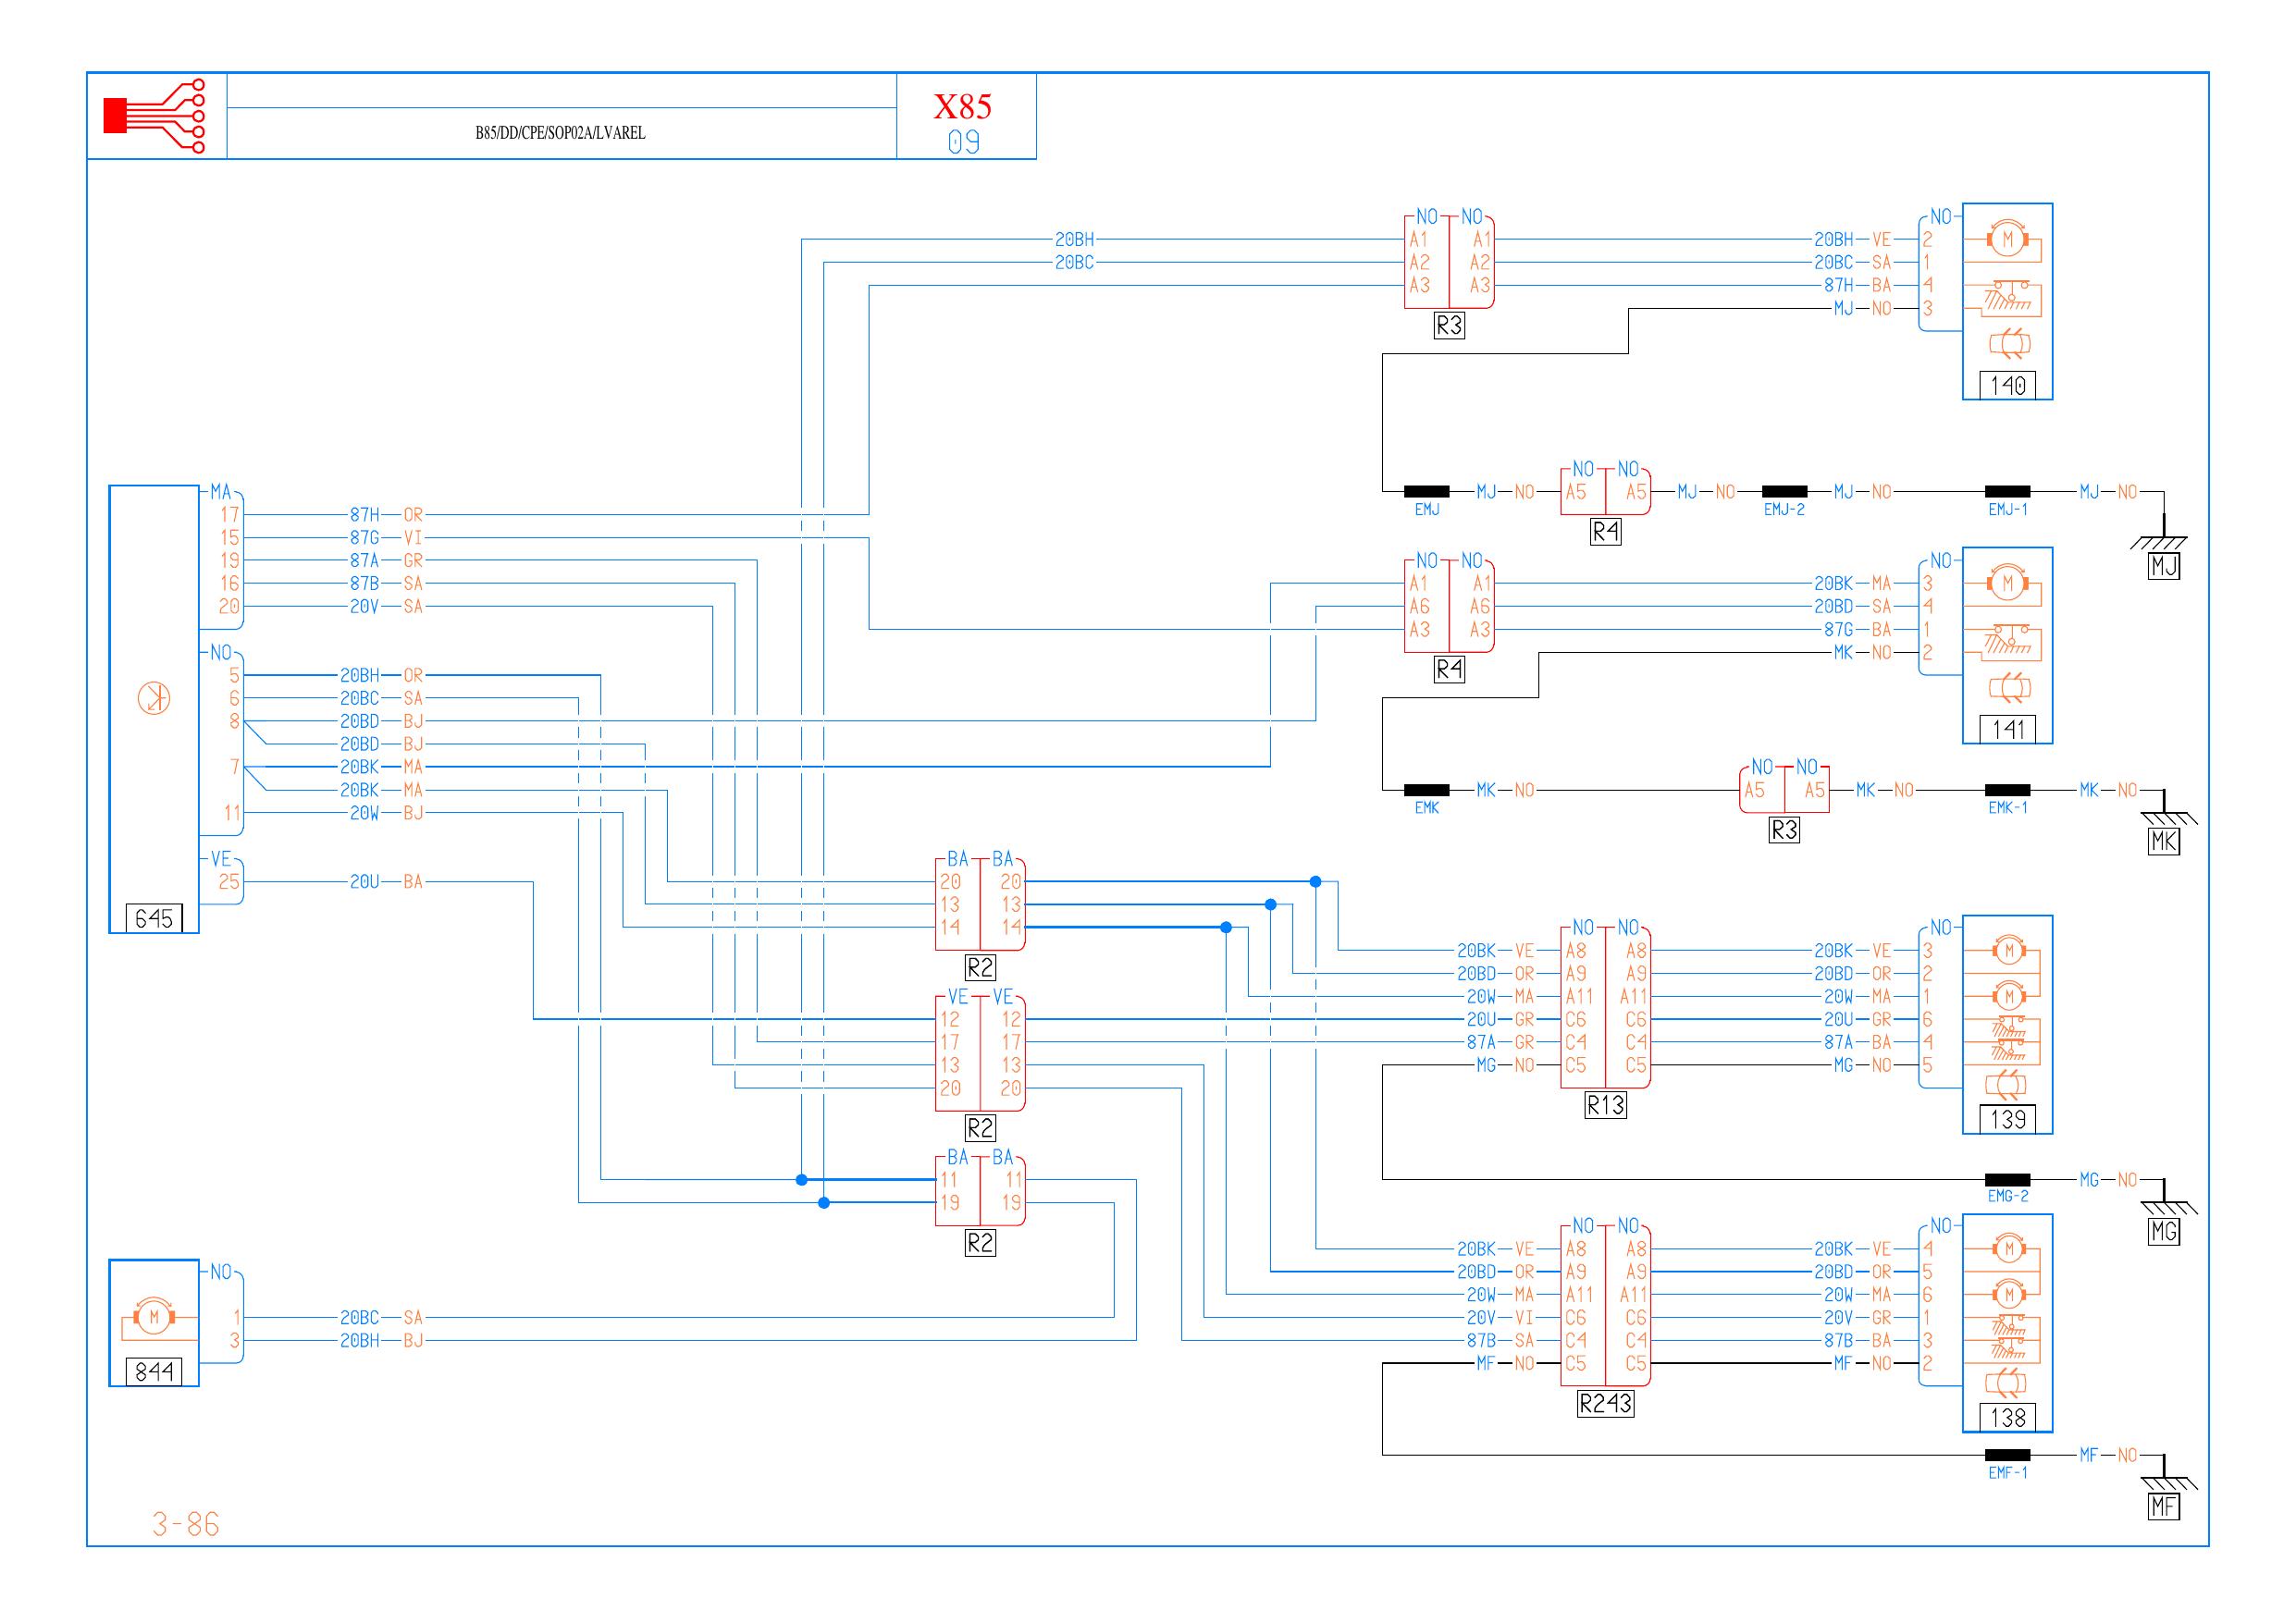 X85
B85/DD/CPE/SOP02A/LVAREL
09
NO NO NO
20BH A1 A1 20BH VE 2 M
20BC A2 A2 20BC SA 1
A3 A3 87H BA 4
MJ NO 3
R3
140
NO NO
MJ NO A5 A5 MJ NO MJ NO MJ NO
EMJ EMJ-2 EMJ-1
R4
MJ
MA
17 87H OR
15 87G VI
19 87A GR
16 87B SA
20 20V SA
NO NO NO
A1 A1 20BK MA 3 M
A6 A6 20BD SA 4
A3 A3 87G BA 1
MK NO 2
R4
141
NO
5 20BH OR
6 20BC SA
8 20BD BJ
20BD BJ
7 20BK MA
20BK MA
11 20W BJ
NO NO
MK NO A5 A5 MK NO MK NO
EMK EMK-1
R3
MK
VE
25 20U BA
645
BA BA
20 20
13 13
14 14
R2
VE VE
12 12
17 17
13 13
20 20
R2
BA BA
11 11
19 19
R2
NO NO NO
20BK VE A8 A8 20BK VE 3 M
20BD OR A9 A9 20BD OR 2
20W MA A11 A11 20W MA 1 M
20U GR C6 C6 20U GR 6
87A GR C4 C4 87A BA 4
MG NO C5 C5 MG NO 5
R13
139
MG NO
EMG-2
MG
NO NO NO
20BK VE A8 A8 20BK VE 4 M
20BD OR A9 A9 20BD OR 5
20W MA A11 A11 20W MA 6 M
20V VI C6 C6 20V GR 1
87B SA C4 C4 87B BA 3
MF NO C5 C5 MF NO 2
R243
138
MF NO
EMF-1
MF
NO
M 1 20BC SA
3 20BH BJ
844
3-86